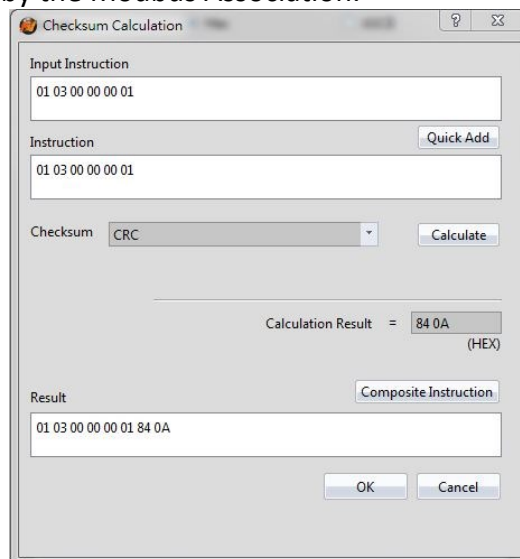 by the Modbus Association.
Checksum Calculation
Input Instruction
01 03 00 00 00 01
Quick Add
Instruction
01 03 00 00 00 01
Checksum CRC Calculate
Calculation Result = 84 0A
(HEX)
Composite Instruction
Result
01 03 00 00 00 01 84 0A
OK Cancel